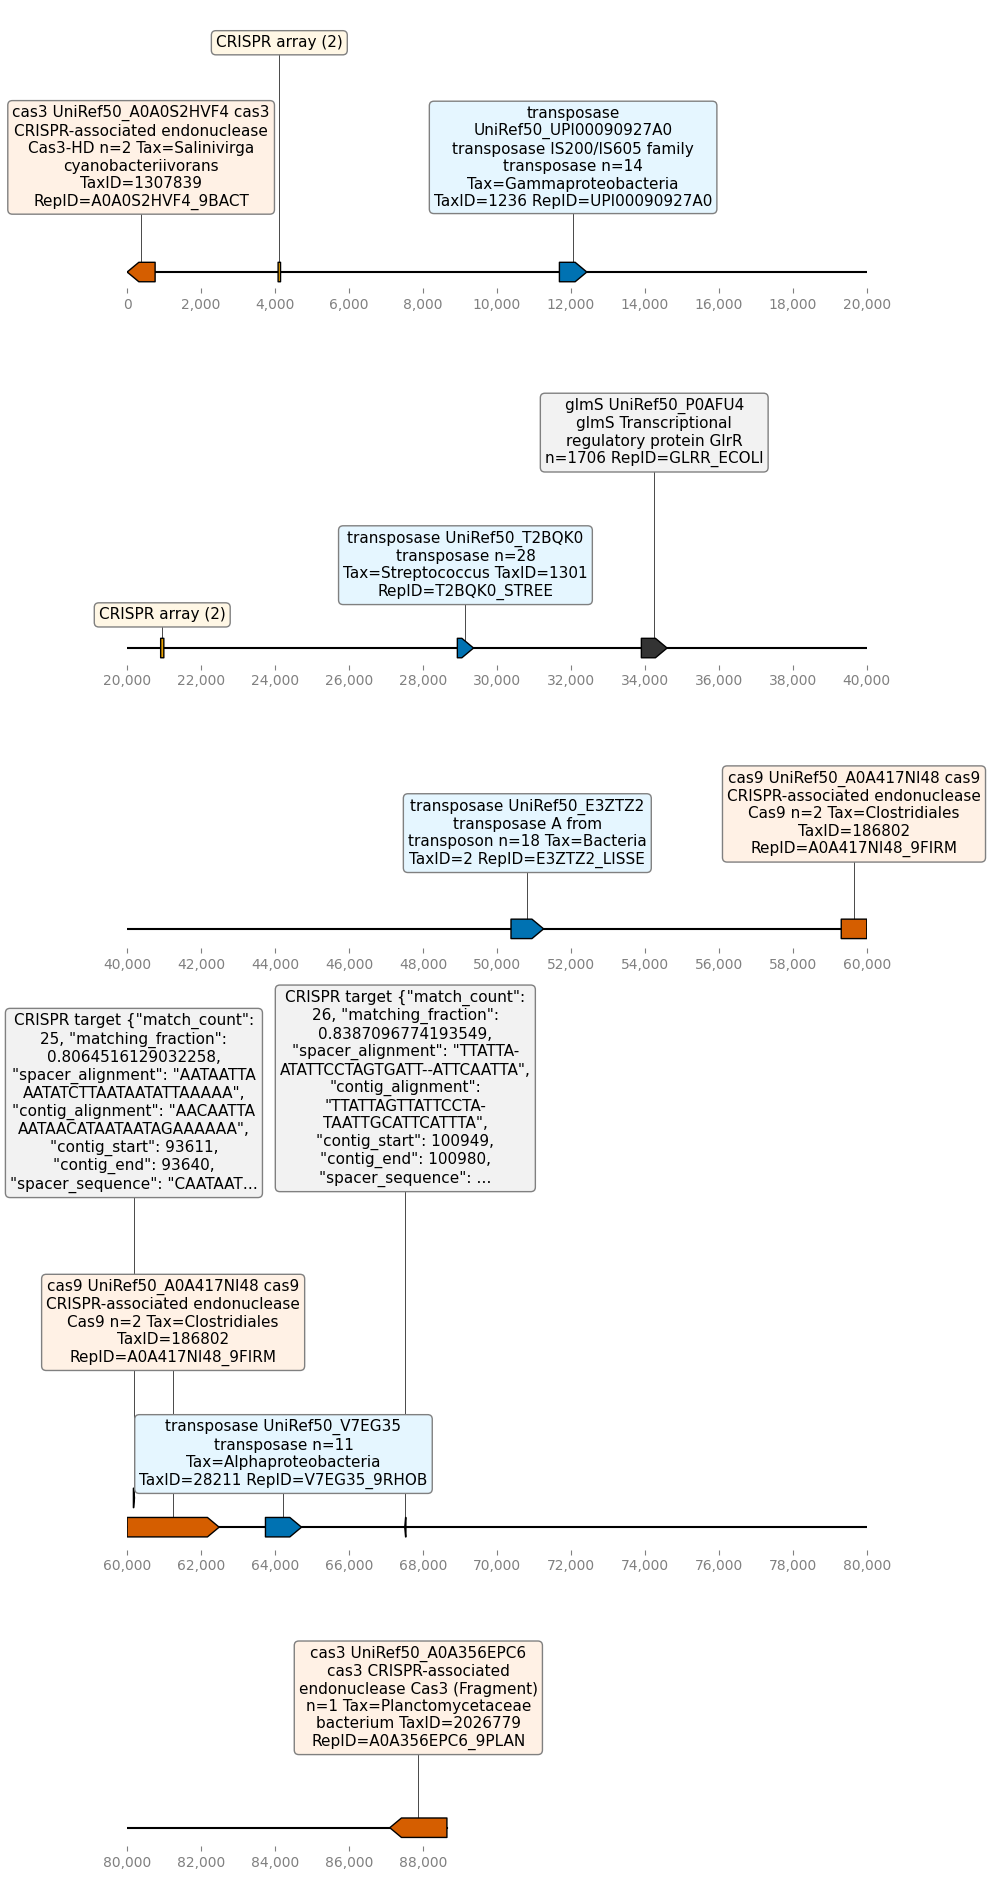 CRISPR array (2)
cas3 UniRef50_A0A0S2HVF4 cas3
CRISPR-associated endonuclease
Cas3-HD n=2 Tax=Salinivirga
cyanobacteriivorans
TaxID=1307839
RepID=A0A0S2HVF4_9BACT
transposase
UniRef50_UPI00090927A0
transposase IS200/IS605 family
transposase n=14
Tax=Gammaproteobacteria
TaxID=1236 RepID=UPI00090927A0
0 2,000 4,000 6,000 8,000 10,000 12,000 14,000 16,000 18,000 20,000
glmS UniRef50_P0AFU4
glmS Transcriptional
regulatory protein GlrR
n=1706 RepID=GLRR_ECOLI
transposase UniRef50_T2BQK0
transposase n=28
Tax=Streptococcus TaxID=1301
RepID=T2BQK0_STREE
CRISPR array (2)
20,000 22,000 24,000 26,000 28,000 30,000 32,000 34,000 36,000 38,000 40,000
cas9 UniRef50_A0A417NI48 cas9
CRISPR-associated endonuclease
Cas9 n=2 Tax=Clostridiales
TaxID=186802
RepID=A0A417NI48_9FIRM
transposase UniRef50_E3ZTZ2
transposase A from
transposon n=18 Tax=Bacteria
TaxID=2 RepID=E3ZTZ2_LISSE
40,000 42,000 44,000 46,000 48,000 50,000 52,000 54,000 56,000 58,000 60,000
CRISPR target {"match_count":
25, "matching_fraction":
0.8064516129032258,
"spacer_alignment": "AATAATTA
AATATCTTAATAATATTAAAAA",
"contig_alignment": "AACAATTA
AATAACATAATAATAGAAAAAA",
"contig_start": 93611,
"contig_end": 93640,
"spacer_sequence": "CAATAAT...
CRISPR target {"match_count":
26, "matching_fraction":
0.8387096774193549,
"spacer_alignment": "TTATTA-
ATATTCCTAGTGATT--ATTCAATTA",
"contig_alignment":
"TTATTAGTTATTCCTA-
TAATTGCATTCATTTA",
"contig_start": 100949,
"contig_end": 100980,
"spacer_sequence": ...
cas9 UniRef50_A0A417NI48 cas9
CRISPR-associated endonuclease
Cas9 n=2 Tax=Clostridiales
TaxID=186802
RepID=A0A417NI48_9FIRM
transposase UniRef50_V7EG35
transposase n=11
Tax=Alphaproteobacteria
TaxID=28211 RepID=V7EG35_9RHOB
60,000 62,000 64,000 66,000 68,000 70,000 72,000 74,000 76,000 78,000 80,000
cas3 UniRef50_A0A356EPC6
cas3 CRISPR-associated
endonuclease Cas3 (Fragment)
n=1 Tax=Planctomycetaceae
bacterium TaxID=2026779
RepID=A0A356EPC6_9PLAN
80,000 82,000 84,000 86,000 88,000